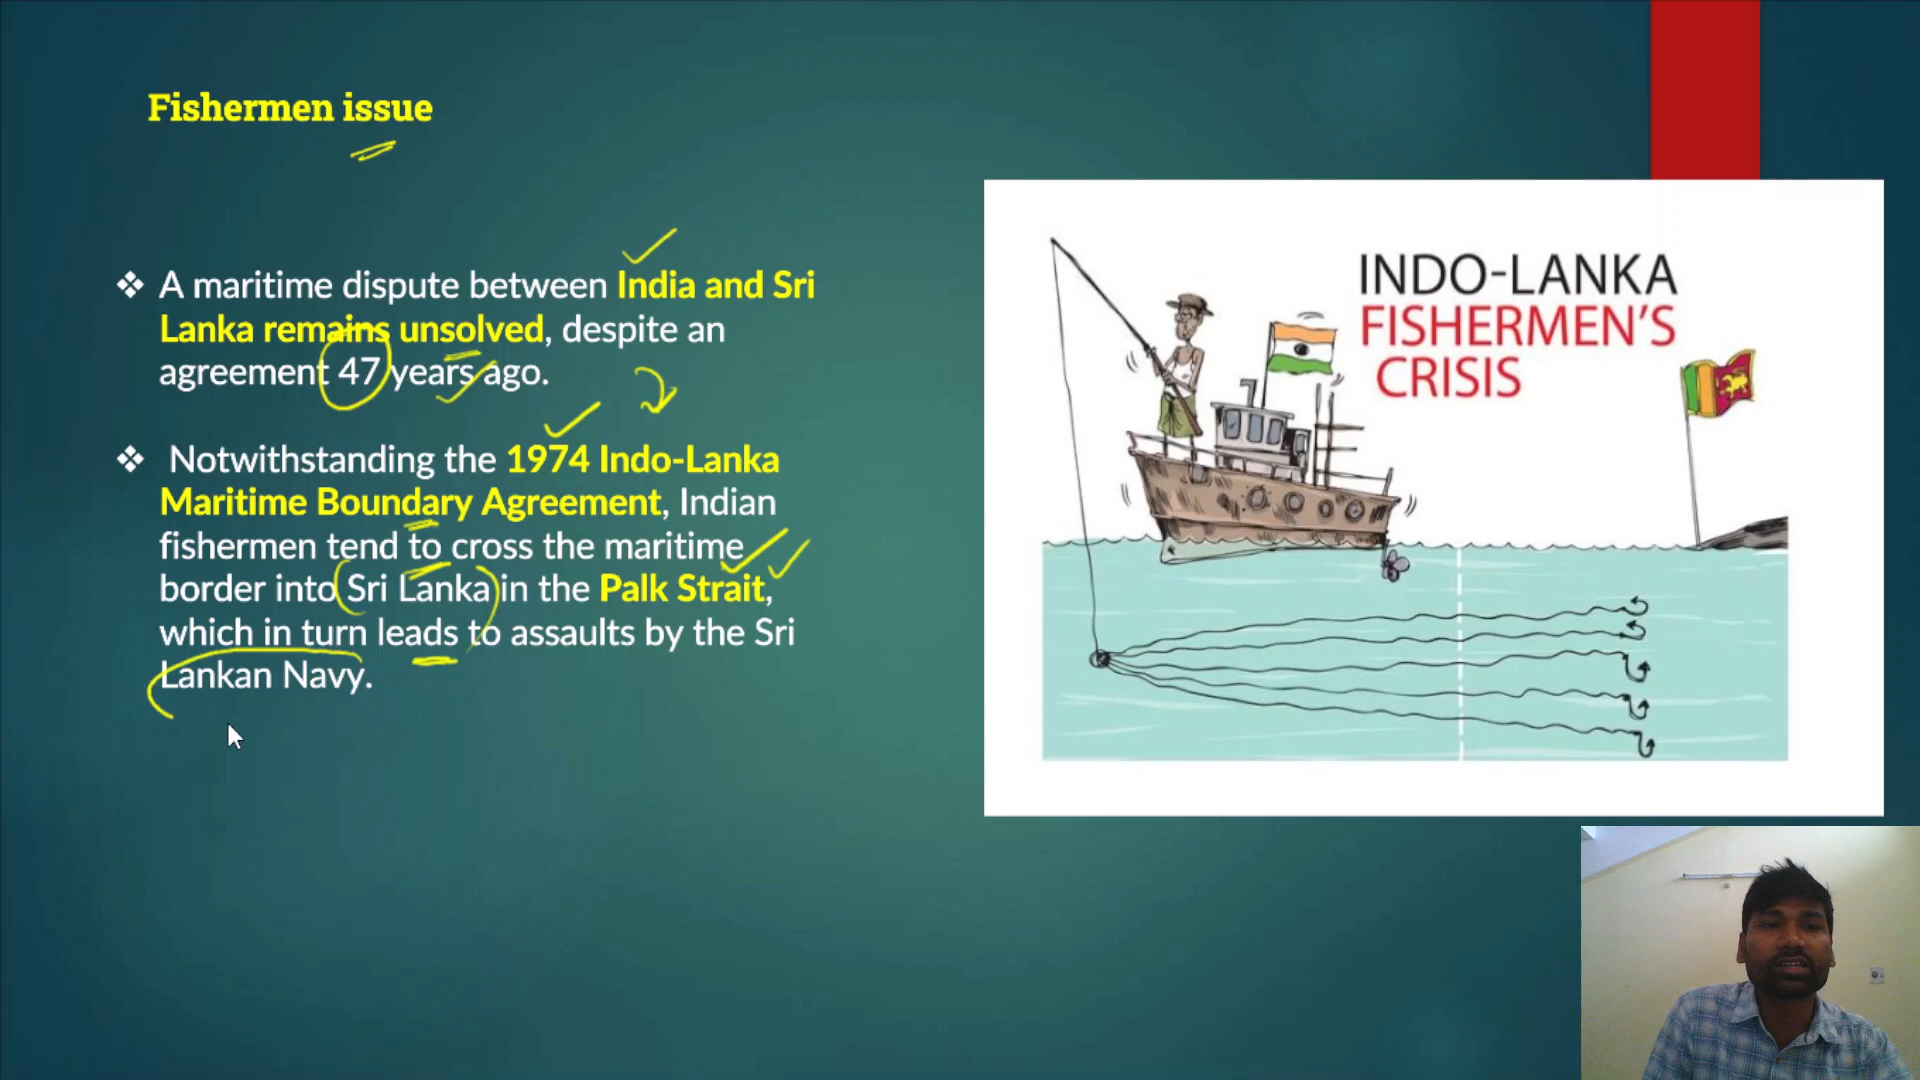 Fishermen issue
❖ A maritime dispute between India and Sri
Lanka remains unsolved, despite an
agreement 47 years ago.
❖ Notwithstanding the 1974 Indo-Lanka
Maritime Boundary Agreement, Indian
fishermen tend to cross the maritime
border into Sri Lanka in the Palk Strait,
which in turn leads to assaults by the Sri
Lankan Navy.
INDO-LANKA
FISHERMEN'S
CRISIS